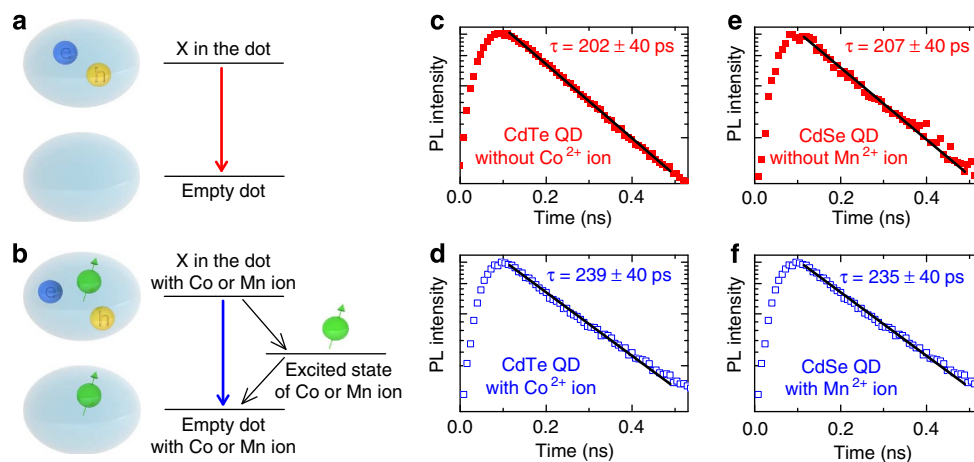 a
e
h
X in the dot
Empty dot
b
X in the dot
with Co or Mn ion
e
h
Excited state
of Co or Mn ion
Empty dot
with Co or Mn ion
c
PL intensity
τ = 202 ± 40 ps
CdTe QD
without Co²⁺ ion
0.0 0.2 0.4
Time (ns)
e
PL intensity
τ = 207 ± 40 ps
CdSe QD
without Mn²⁺ ion
0.0 0.2 0.4
Time (ns)
d
PL intensity
τ = 239 ± 40 ps
CdTe QD
with Co²⁺ ion
0.0 0.2 0.4
Time (ns)
f
PL intensity
τ = 235 ± 40 ps
CdSe QD
with Mn²⁺ ion
0.0 0.2 0.4
Time (ns)